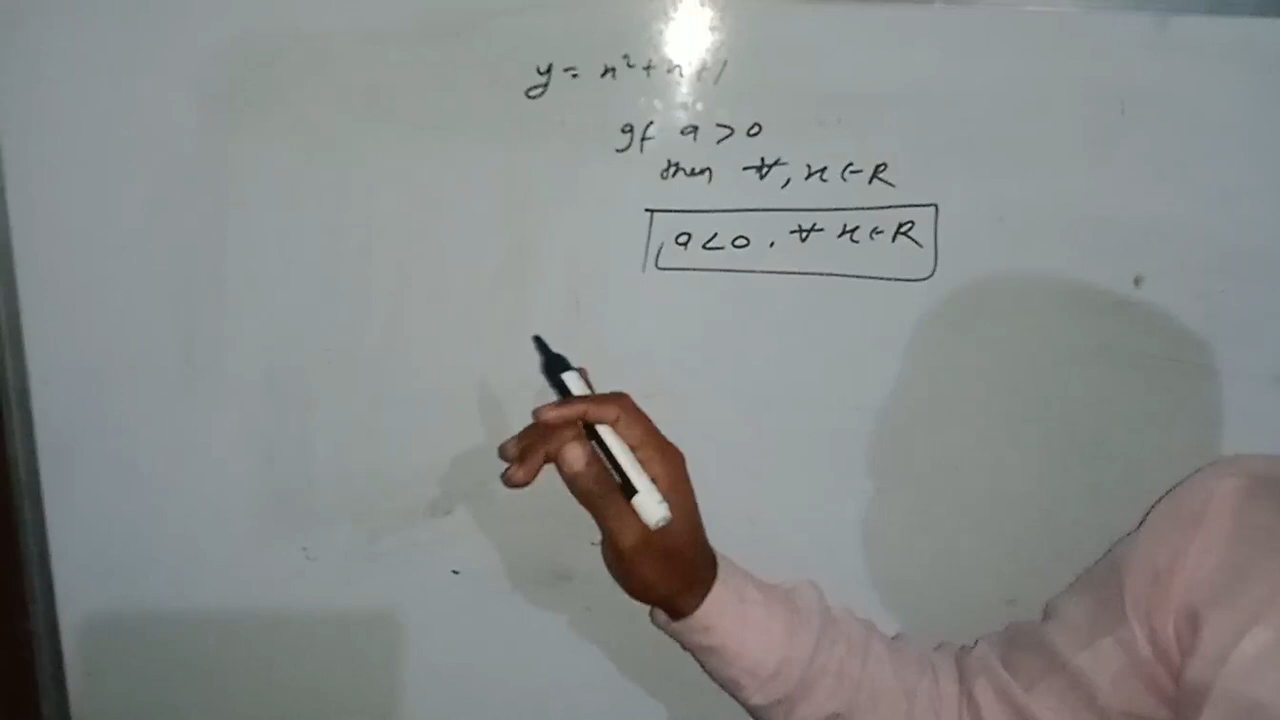 y = x²+x+1
If a > 0
then ∀, x ∈ R
a < 0 . ∀ x ∈ R